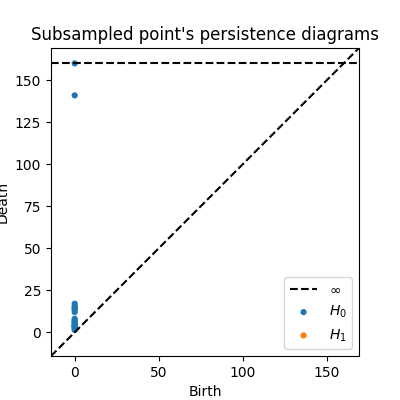 Subsampled point's persistence diagrams
150
125
100
75
50
25
0
Death
0 50 100 150
Birth
∞
H₀
H₁